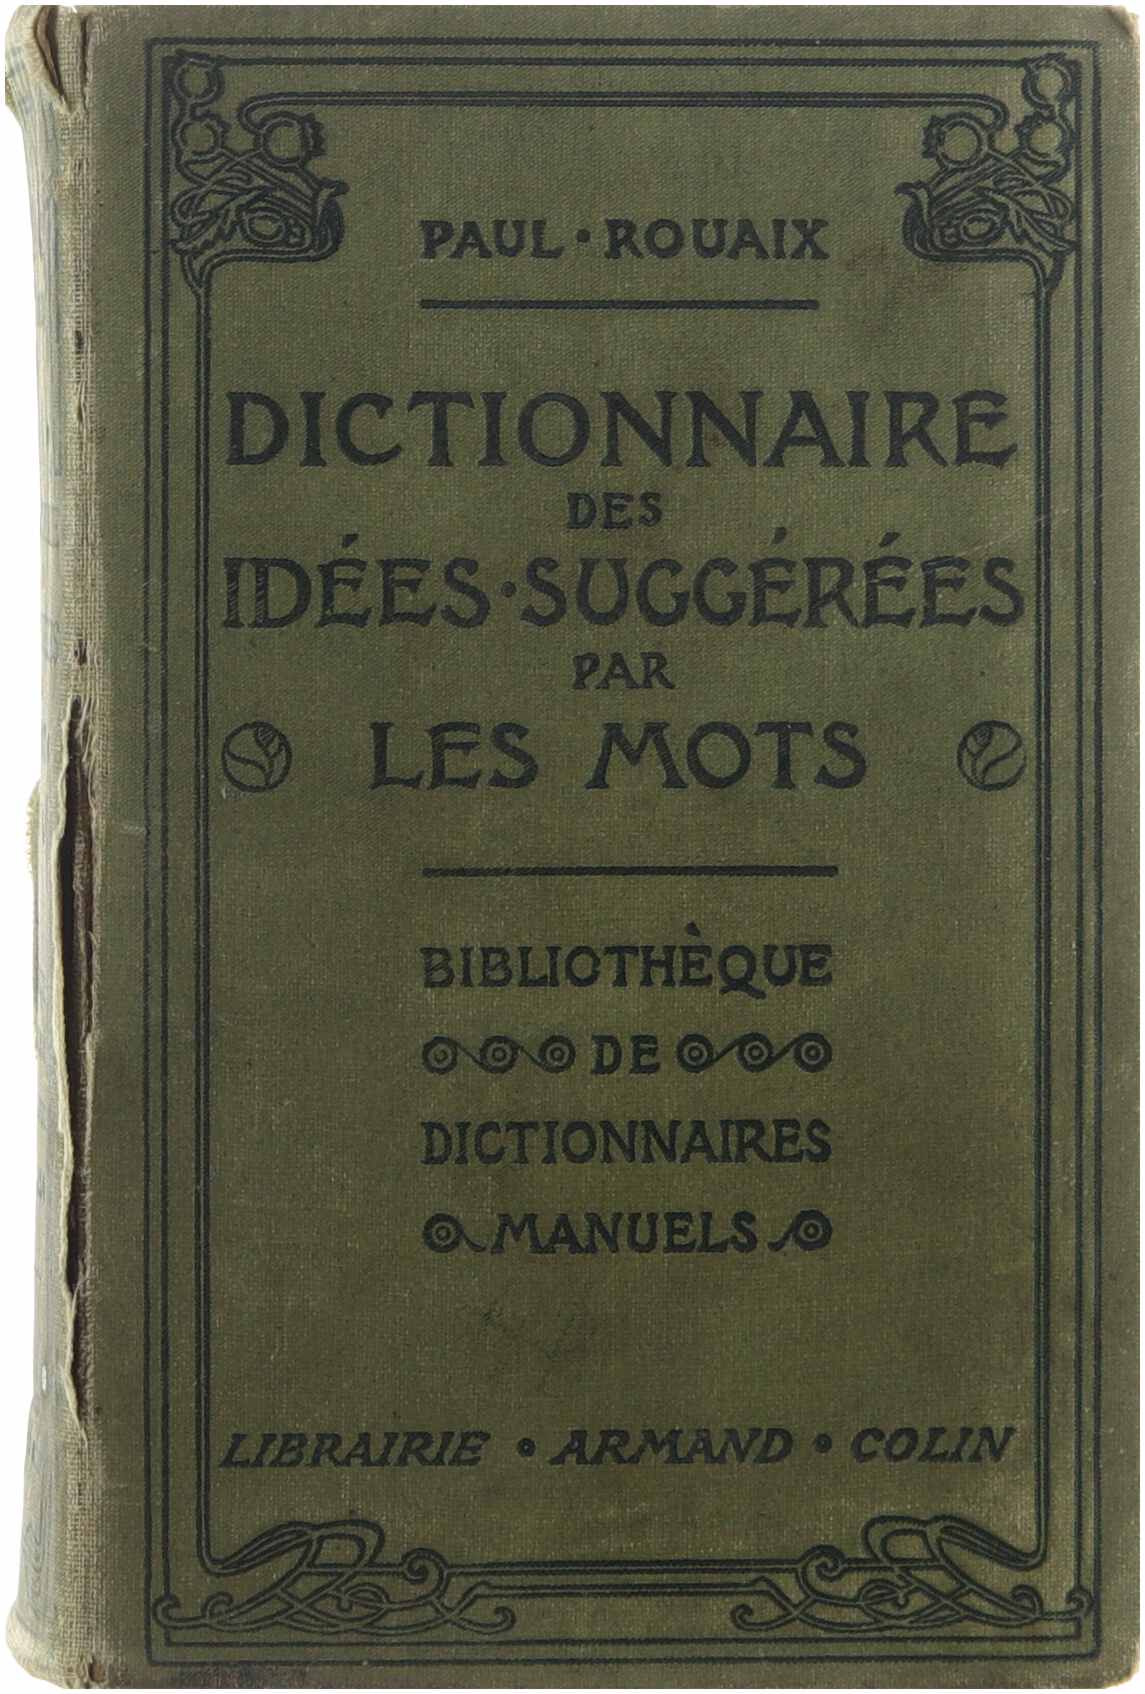 PAUL · ROUAIX
DICTIONNAIRE
DES
IDÉES · SUGGÉRÉES
PAR
LES MOTS
BIBLIOTHÈQUE
DE
DICTIONNAIRES
MANUELS
LIBRAIRIE · ARMAND · COLIN